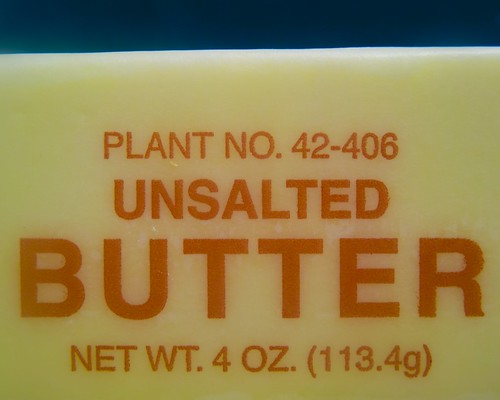 PLANT NO. 42-406
UNSALTED
BUTTER
NET WT. 4 OZ. (113.4g)